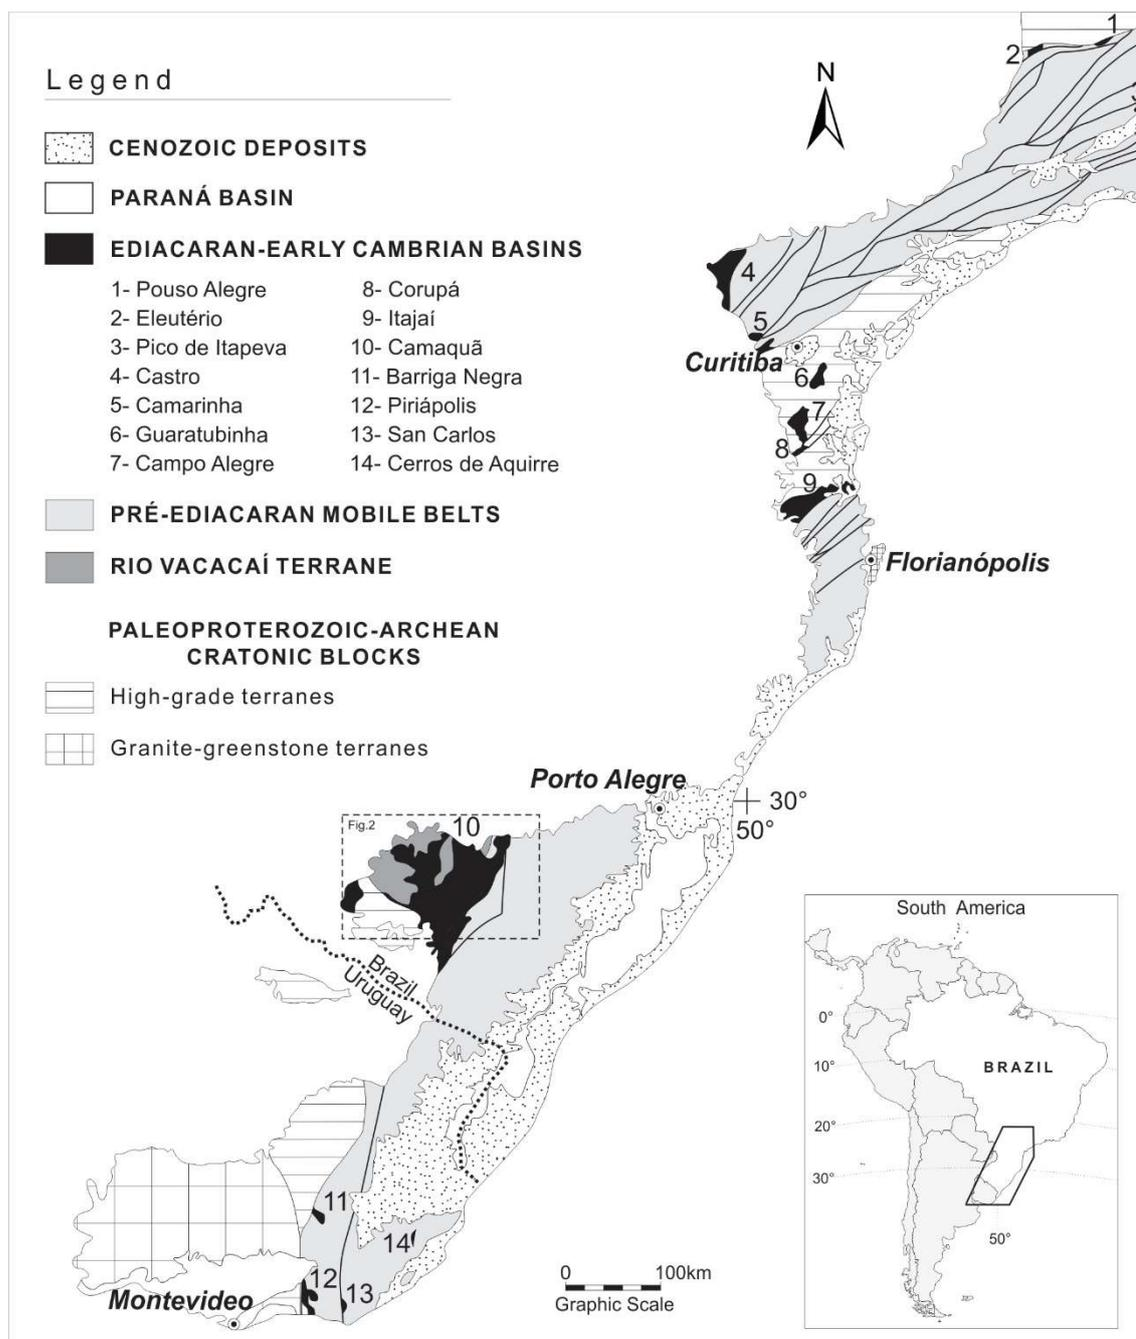 Legend
CENOZOIC DEPOSITS
PARANÁ BASIN
EDIACARAN-EARLY CAMBRIAN BASINS
1- Pouso Alegre
2- Eleutério
3- Pico de Itapeva
4- Castro
5- Camarinha
6- Guaratubinha
7- Campo Alegre
8- Corupá
9- Itajaí
10- Camaquã
11- Barriga Negra
12- Piriápolis
13- San Carlos
14- Cerros de Aquirre
PRÉ-EDIACARAN MOBILE BELTS
RIO VACACAÍ TERRANE
PALEOPROTEROZOIC-ARCHEAN
CRATONIC BLOCKS
High-grade terranes
Granite-greenstone terranes
N
1
2
4
5
Curitiba
6
7
8
9
Florianópolis
Porto Alegre
30°
50°
Fig.2
10
Brazil
Uruguay
11
14
12
13
Montevideo
0 100km
Graphic Scale
South America
0°
10°
BRAZIL
20°
30°
50°